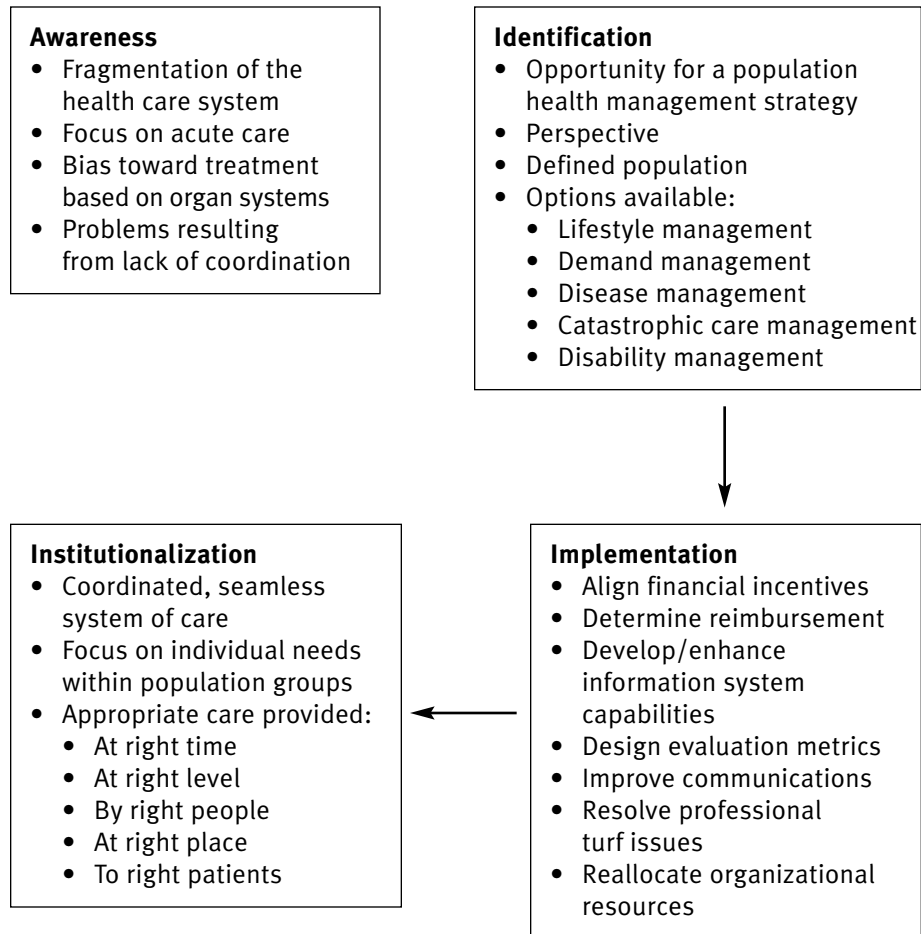 Awareness
• Fragmentation of the
health care system
• Focus on acute care
• Bias toward treatment
based on organ systems
• Problems resulting
from lack of coordination
Identification
• Opportunity for a population
health management strategy
• Perspective
• Defined population
• Options available:
• Lifestyle management
• Demand management
• Disease management
• Catastrophic care management
• Disability management
Institutionalization
• Coordinated, seamless
system of care
• Focus on individual needs
within population groups
• Appropriate care provided:
• At right time
• At right level
• By right people
• At right place
• To right patients
Implementation
• Align financial incentives
• Determine reimbursement
• Develop/enhance
information system
capabilities
• Design evaluation metrics
• Improve communications
• Resolve professional
turf issues
• Reallocate organizational
resources